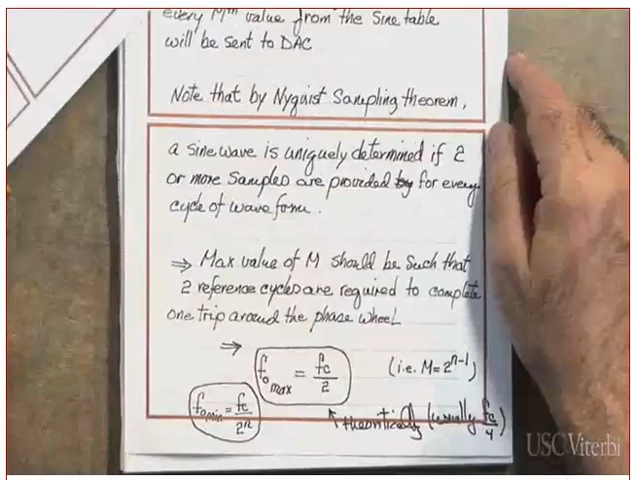 every Mth value from the sine table
will be sent to DAC
Note that by Nyquist Sampling theorem,
a sine wave is uniquely determined if 2
or more samples are provided by for every
cycle of wave form.
⇒ Max value of M should be such that
2 reference cycles are required to complete
one trip around the phase wheel
⇒ fo max = fc/2 (i.e. M=2^(n-1))
fo min = fc/2^n
theoritically (usually fc/4)
USC Viterbi